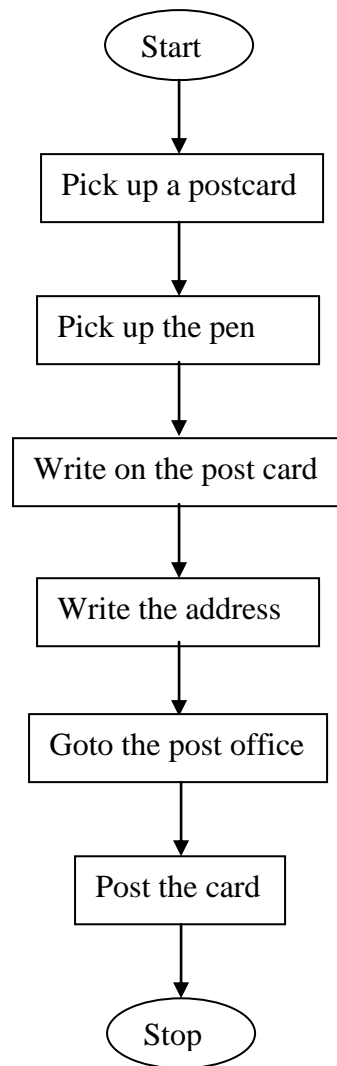 Start
Pick up a postcard
Pick up the pen
Write on the post card
Write the address
Goto the post office
Post the card
Stop